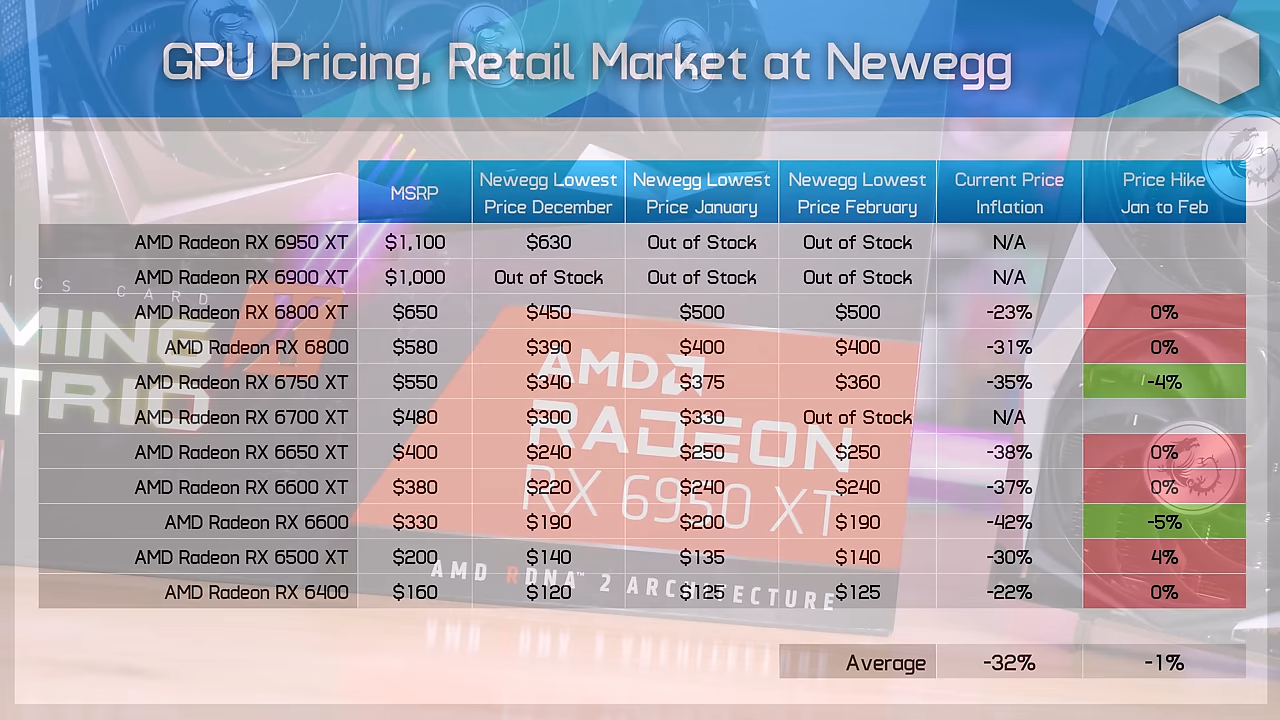 GPU Pricing, Retail Market at Newegg
MSRP Newegg Lowest Price December Newegg Lowest Price January Newegg Lowest Price February Current Price Inflation Price Hike Jan to Feb
AMD Radeon RX 6950 XT $1,100 $630 Out of Stock Out of Stock N/A
AMD Radeon RX 6900 XT $1,000 Out of Stock Out of Stock Out of Stock N/A
AMD Radeon RX 6800 XT $650 $450 $500 $500 -23% 0%
AMD Radeon RX 6800 $580 $390 $400 $400 -31% 0%
AMD Radeon RX 6750 XT $550 $340 $375 $360 -35% -4%
AMD Radeon RX 6700 XT $480 $300 $330 Out of Stock N/A
AMD Radeon RX 6650 XT $400 $240 $250 $250 -38% 0%
AMD Radeon RX 6600 XT $380 $220 $240 $240 -37% 0%
AMD Radeon RX 6600 $330 $190 $200 $190 -42% -5%
AMD Radeon RX 6500 XT $200 $140 $135 $140 -30% 4%
AMD Radeon RX 6400 $160 $120 $125 $125 -22% 0%
Average -32% -1%
ICS CARD
MING
TRIO
AMD
RADEON
RX 6950 XT
AMD RDNA™ 2 ARCHITECTURE